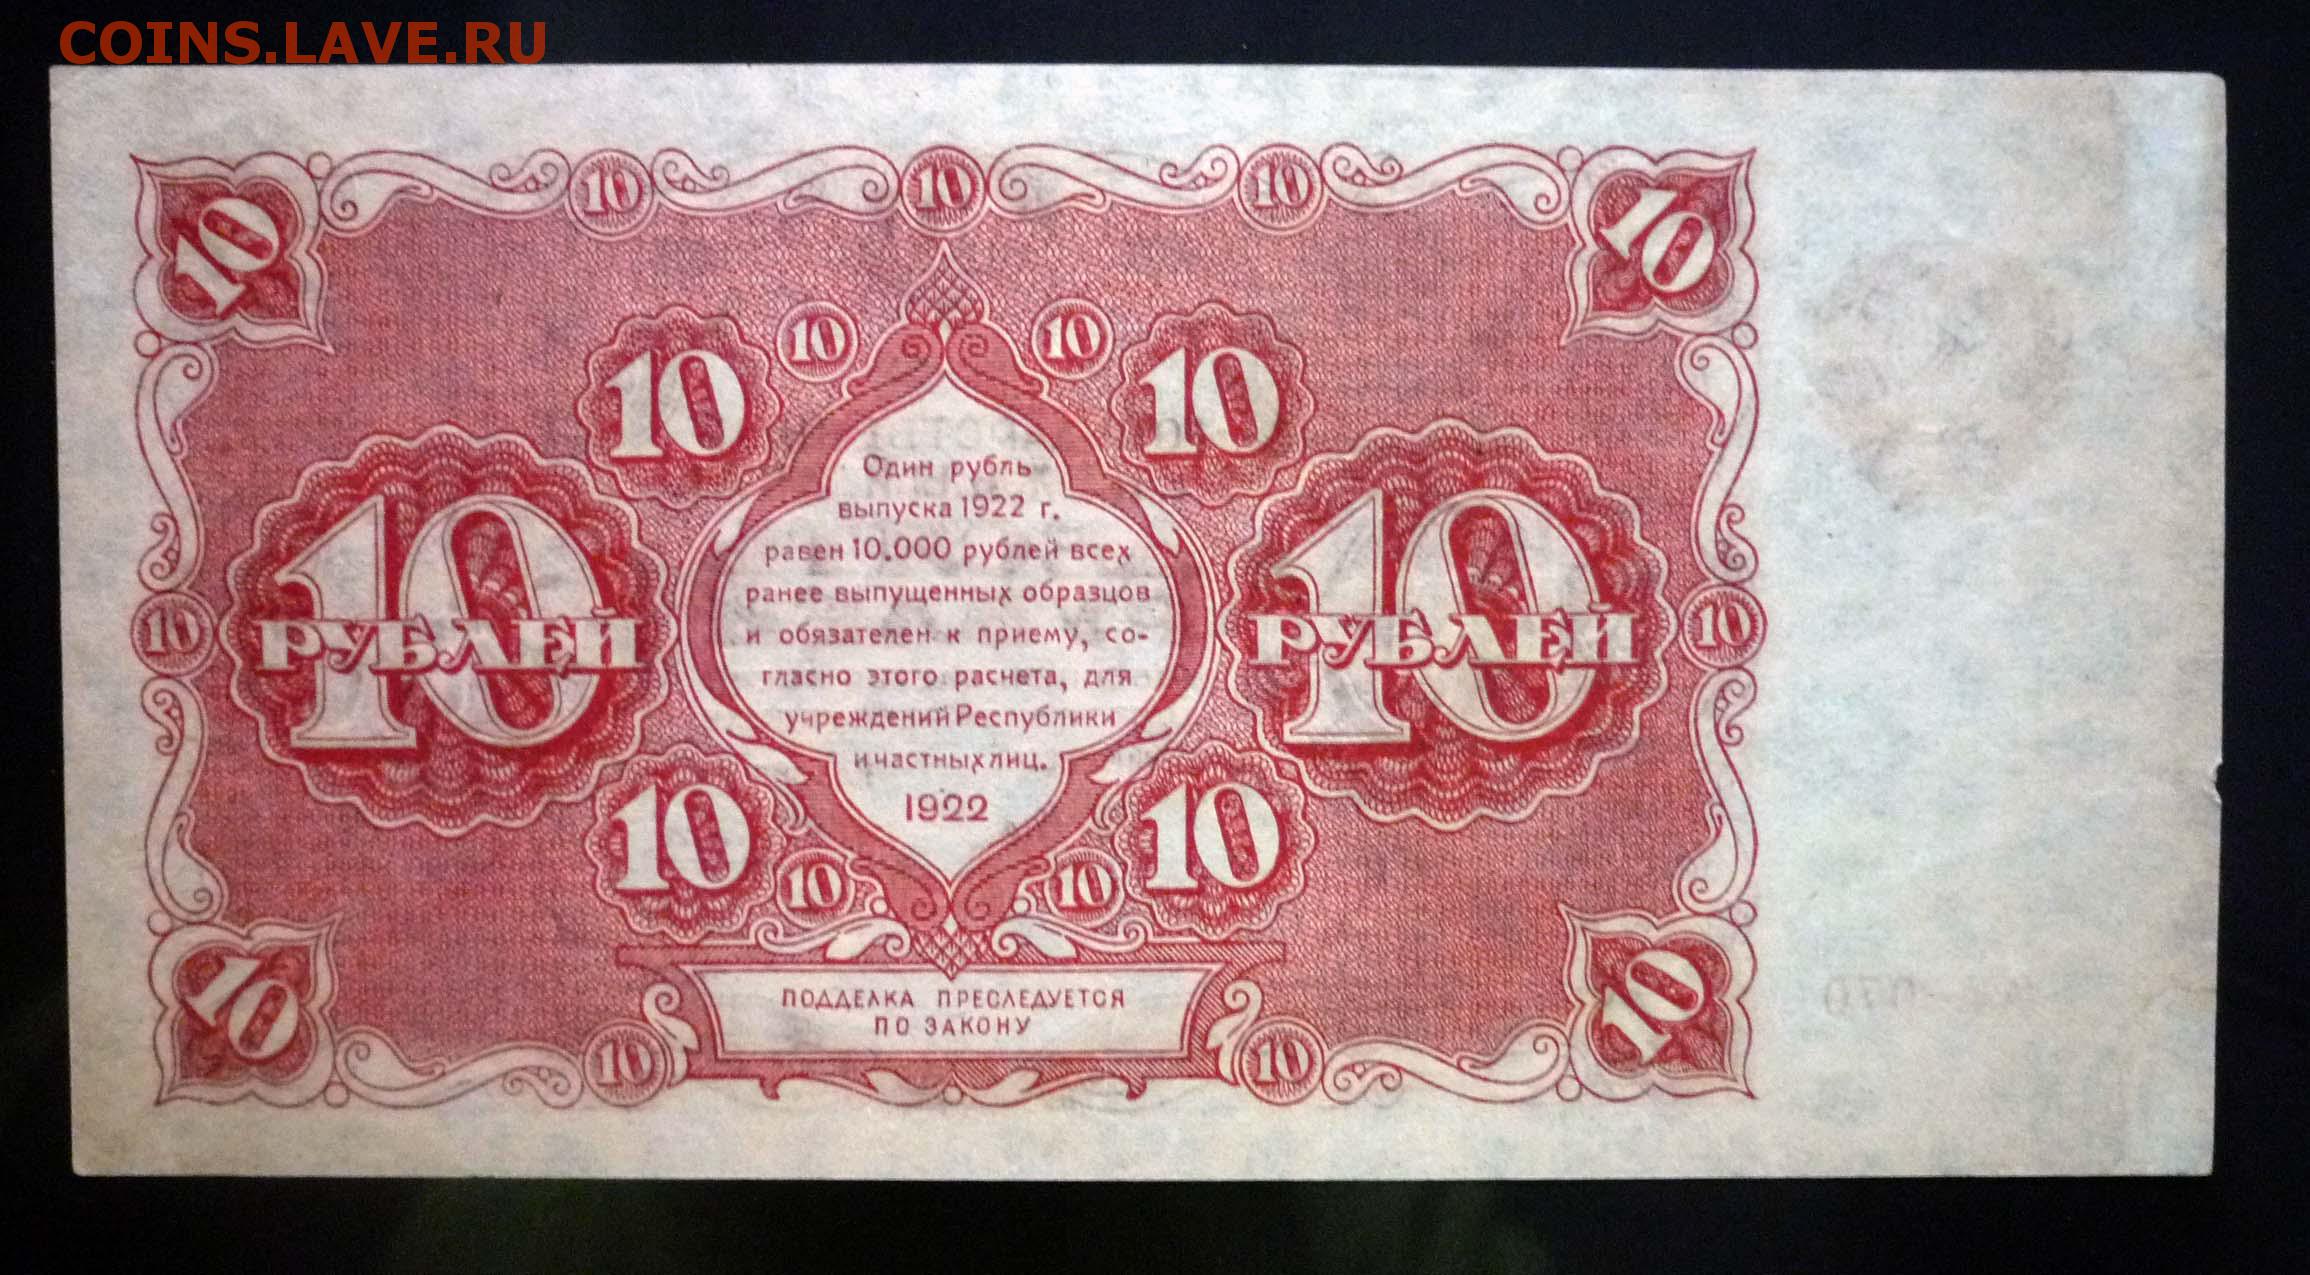 COINS.LAVE.RU
10 10 10 10 10
10 10 10 10
10 РУБЛЕЙ
Один рубль
выпуска 1922 г.
равен 10.000 рублей всех
ранее выпущенных образцов
и обязателен к приему, со-
гласно этого расчета, для
учреждений Республики
и частных лиц.
1922
10 РУБЛЕЙ
10 10
10 10 10 10
10 10
ПОДДЕЛКА ПРЕСЛЕДУЕТСЯ
ПО ЗАКОНУ
10 10